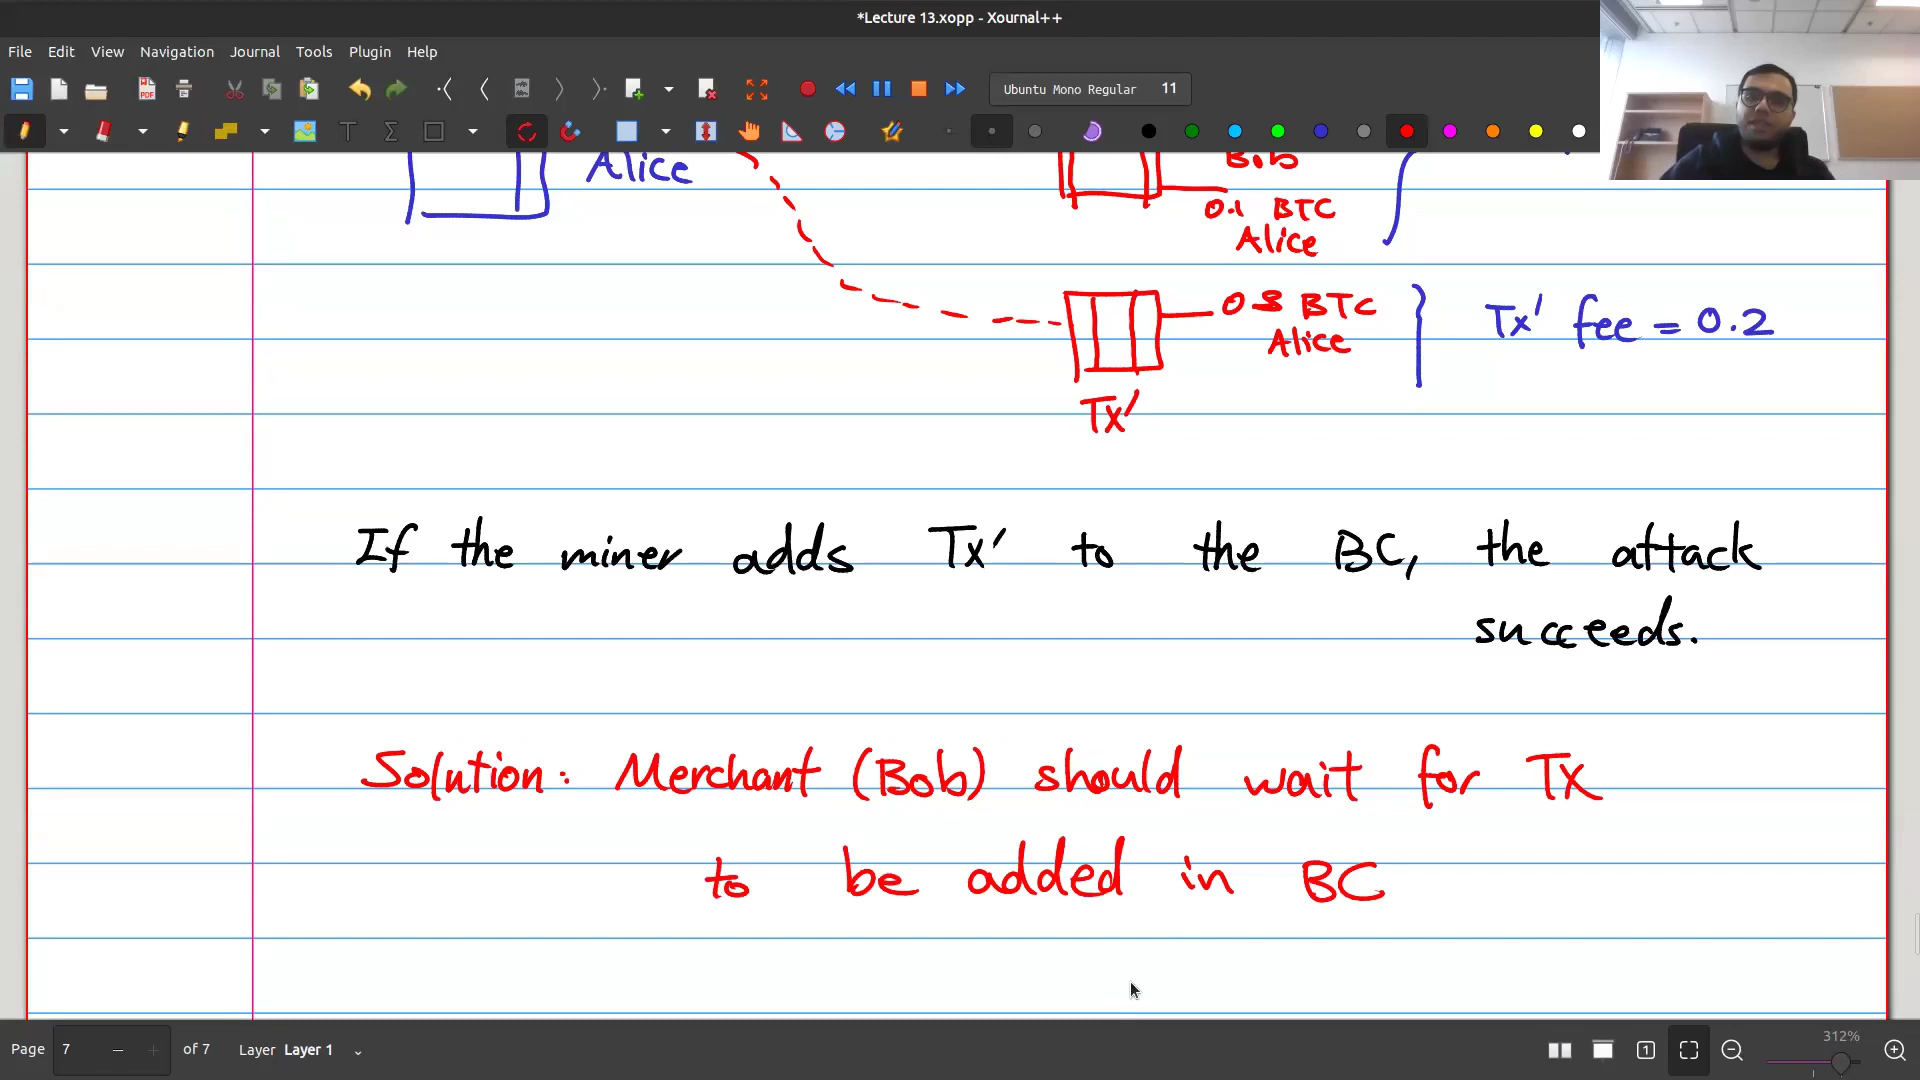 *Lecture 13.xopp - Xournal++
File Edit View Navigation Journal Tools Plugin Help
Ubuntu Mono Regular 11
Alice
Bob
0.1 BTC
Alice
0.8 BTC
Alice
Tx' fee = 0.2
Tx'
If the miner adds Tx' to the BC, the attack
succeeds.
Solution: Merchant (Bob) should wait for Tx
to be added in BC
Page 7 of 7 Layer Layer 1 312%